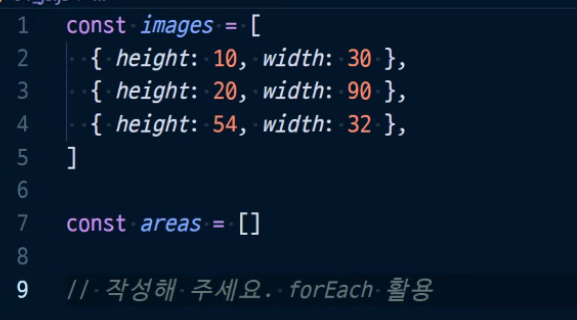 1 const images = [
2 { height: 10, width: 30 },
3 { height: 20, width: 90 },
4 { height: 54, width: 32 },
5 ]
6
7 const areas = []
8
9 // 작성해 주세요. forEach 활용